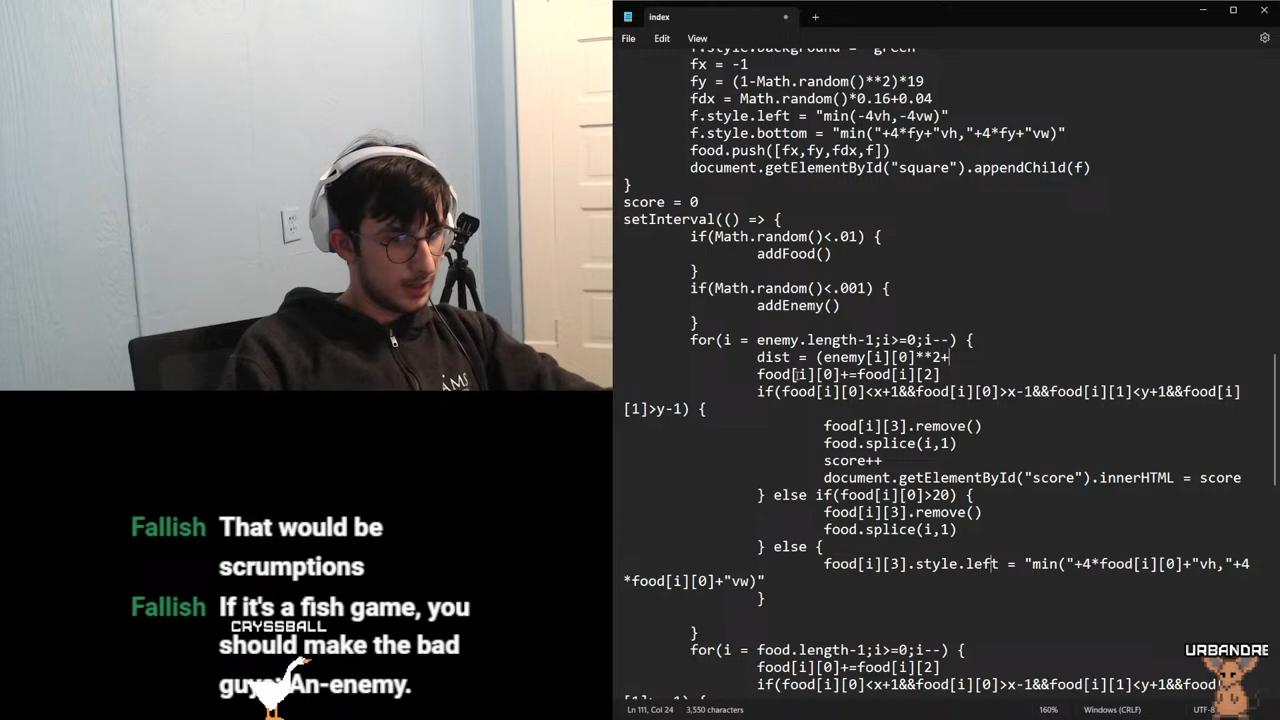 index
File Edit View
f.style.background = "green"
fx = -1
fy = (1-Math.random()**2)*19
fdx = Math.random()*0.16+0.04
f.style.left = "min(-4vh,-4vw)"
f.style.bottom = "min("+4*fy+"vh,"+4*fy+"vw)"
food.push([fx,fy,fdx,f])
document.getElementById("square").appendChild(f)
}
score = 0
setInterval(() => {
if(Math.random()<.01) {
addFood()
}
if(Math.random()<.001) {
addEnemy()
}
for(i = enemy.length-1;i>=0;i--) {
dist = (enemy[i][0]**2+
food[i][0]+=food[i][2]
if(food[i][0]<x+1&&food[i][0]>x-1&&food[i][1]<y+1&&food[i]
[1]>y-1) {
food[i][3].remove()
food.splice(i,1)
score++
document.getElementById("score").innerHTML = score
} else if(food[i][0]>20) {
food[i][3].remove()
food.splice(i,1)
} else {
food[i][3].style.left = "min("+4*food[i][0]+"vh,"+4
*food[i][0]+"vw)"
}
}
for(i = food.length-1;i>=0;i--) {
food[i][0]+=food[i][2]
if(food[i][0]<x+1&&food[i][0]>x-1&&food[i][1]<y+1&&food
Ln 111, Col 24 3,550 characters 160% Windows (CRLF) UTF-8
Fallish That would be
scrumptions
Fallish If it's a fish game, you
CRYSSBALL
should make the bad
guys: An-enemy.
URBANDRE